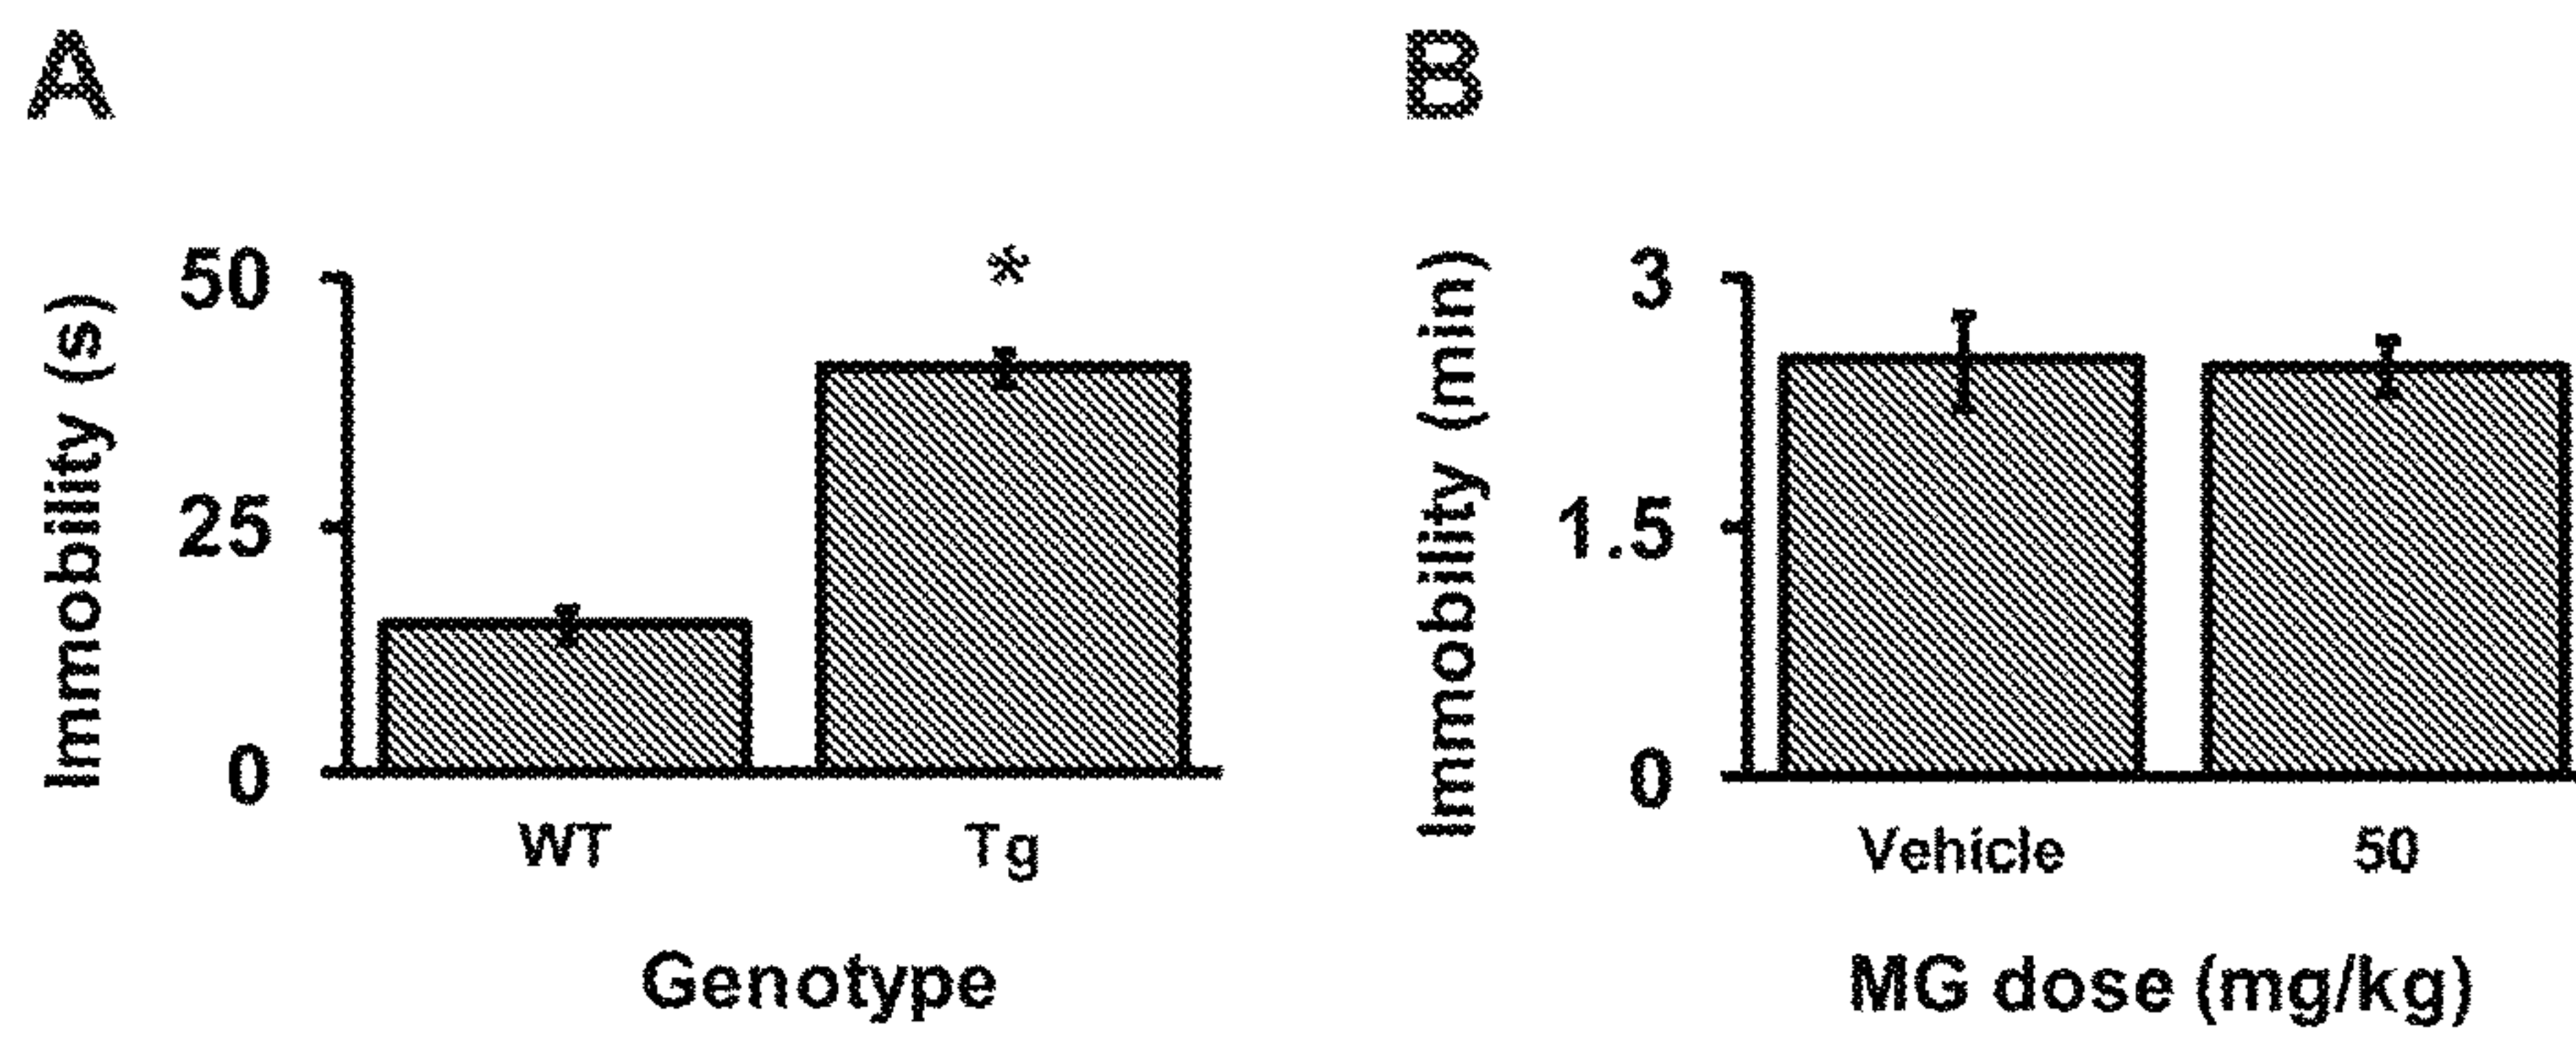 A
Immobility (s)
50
*
25
0
WT Tg
Genotype
B
Immobility (min)
3
1.5
0
Vehicle 50
MG dose (mg/kg)